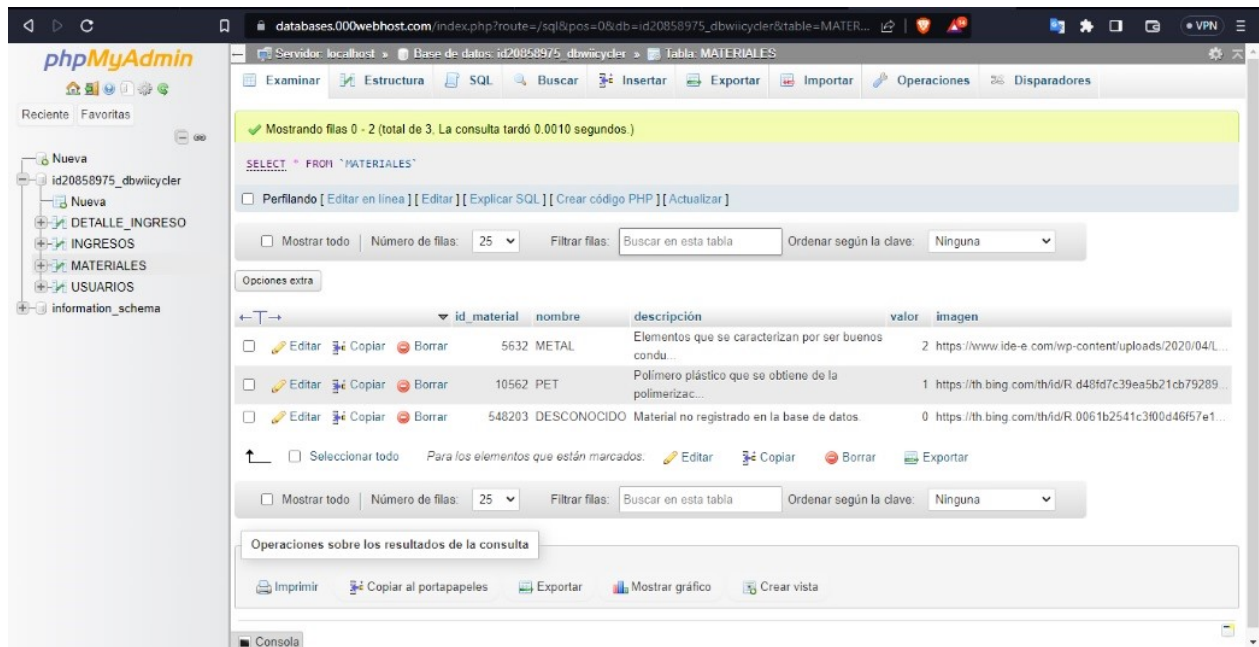 databases.000webhost.com/index.php?route=/sql&pos=0&db=id20858975_dbwiicycler&table=MATER...
VPN
phpMyAdmin
Reciente Favoritas
Nueva
id20858975_dbwiicycler
Nueva
DETALLE_INGRESO
INGRESOS
MATERIALES
USUARIOS
information_schema
Servidor: localhost » Base de datos: id20858975_dbwiicycler » Tabla: MATERIALES
Examinar Estructura SQL Buscar Insertar Exportar Importar Operaciones Disparadores
Mostrando filas 0 - 2 (total de 3, La consulta tardó 0.0010 segundos.)
SELECT * FROM `MATERIALES`
Perfilando [ Editar en línea ] [ Editar ] [ Explicar SQL ] [ Crear código PHP ] [ Actualizar ]
Mostrar todo | Número de filas: 25 Filtrar filas: Buscar en esta tabla Ordenar según la clave: Ninguna
Opciones extra
←T→ id_material nombre descripción valor imagen
Editar Copiar Borrar 5632 METAL Elementos que se caracterizan por ser buenos condu... 2 https://www.ide-e.com/wp-content/uploads/2020/04/L...
Editar Copiar Borrar 10562 PET Polímero plástico que se obtiene de la polimerizac... 1 https://th.bing.com/th/id/R.d48fd7c39ea5b21cb79289...
Editar Copiar Borrar 548203 DESCONOCIDO Material no registrado en la base de datos. 0 https://th.bing.com/th/id/R.0061b2541c3f00d46f57e1...
Seleccionar todo Para los elementos que están marcados: Editar Copiar Borrar Exportar
Mostrar todo | Número de filas: 25 Filtrar filas: Buscar en esta tabla Ordenar según la clave: Ninguna
Operaciones sobre los resultados de la consulta
Imprimir Copiar al portapapeles Exportar Mostrar gráfico Crear vista
Consola